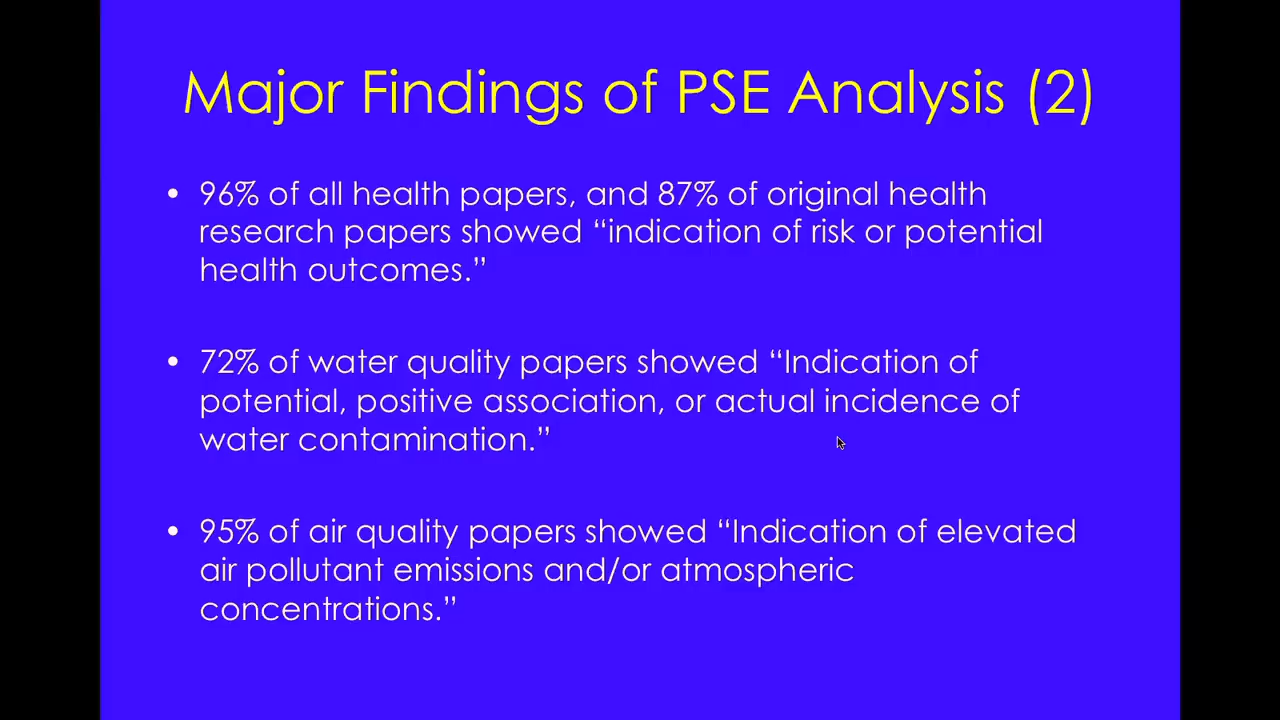 Major Findings of PSE Analysis (2)
• 96% of all health papers, and 87% of original health
research papers showed “indication of risk or potential
health outcomes.”
• 72% of water quality papers showed “Indication of
potential, positive association, or actual incidence of
water contamination.”
• 95% of air quality papers showed “Indication of elevated
air pollutant emissions and/or atmospheric
concentrations.”